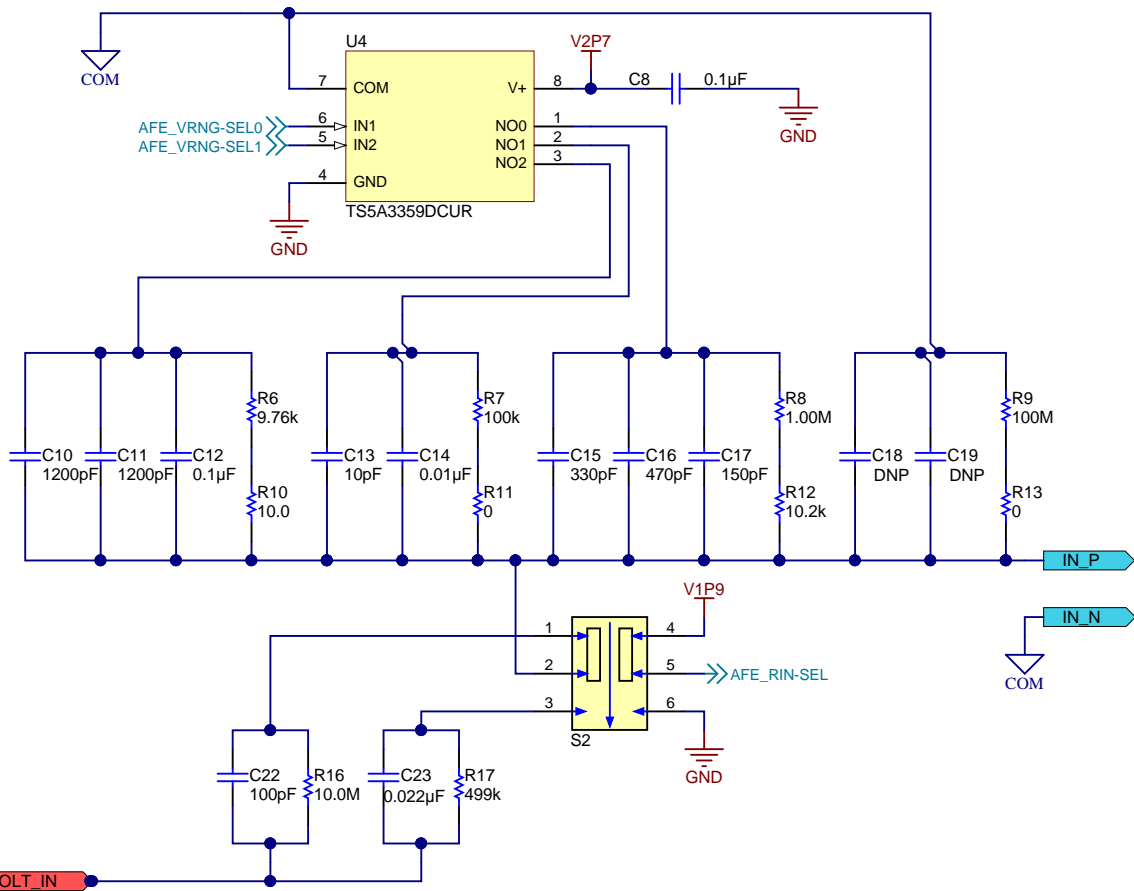 COM
U4
V2P7
7
COM
V+
8
C8
0.1µF
GND
AFE_VRNG-SEL0
6
IN1
NO0
1
AFE_VRNG-SEL1
5
IN2
NO1
2
NO2
3
4
GND
TS5A3359DCUR
GND
R6
9.76k
R7
100k
R8
1.00M
R9
100M
C10
1200pF
C11
1200pF
C12
0.1µF
C13
10pF
C14
0.01µF
C15
330pF
C16
470pF
C17
150pF
C18
DNP
C19
DNP
R10
10.0
R11
0
R12
10.2k
R13
0
IN_P
V1P9
IN_N
1
4
2
5
AFE_RIN-SEL
COM
3
6
S2
GND
C22
100pF
R16
10.0M
C23
0.022µF
R17
499k
OLT_IN